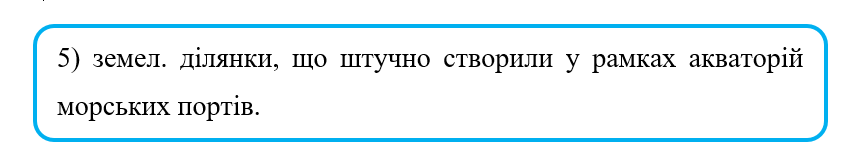 5) земел. ділянки, що штучно створили у рамках акваторій
морських портів.